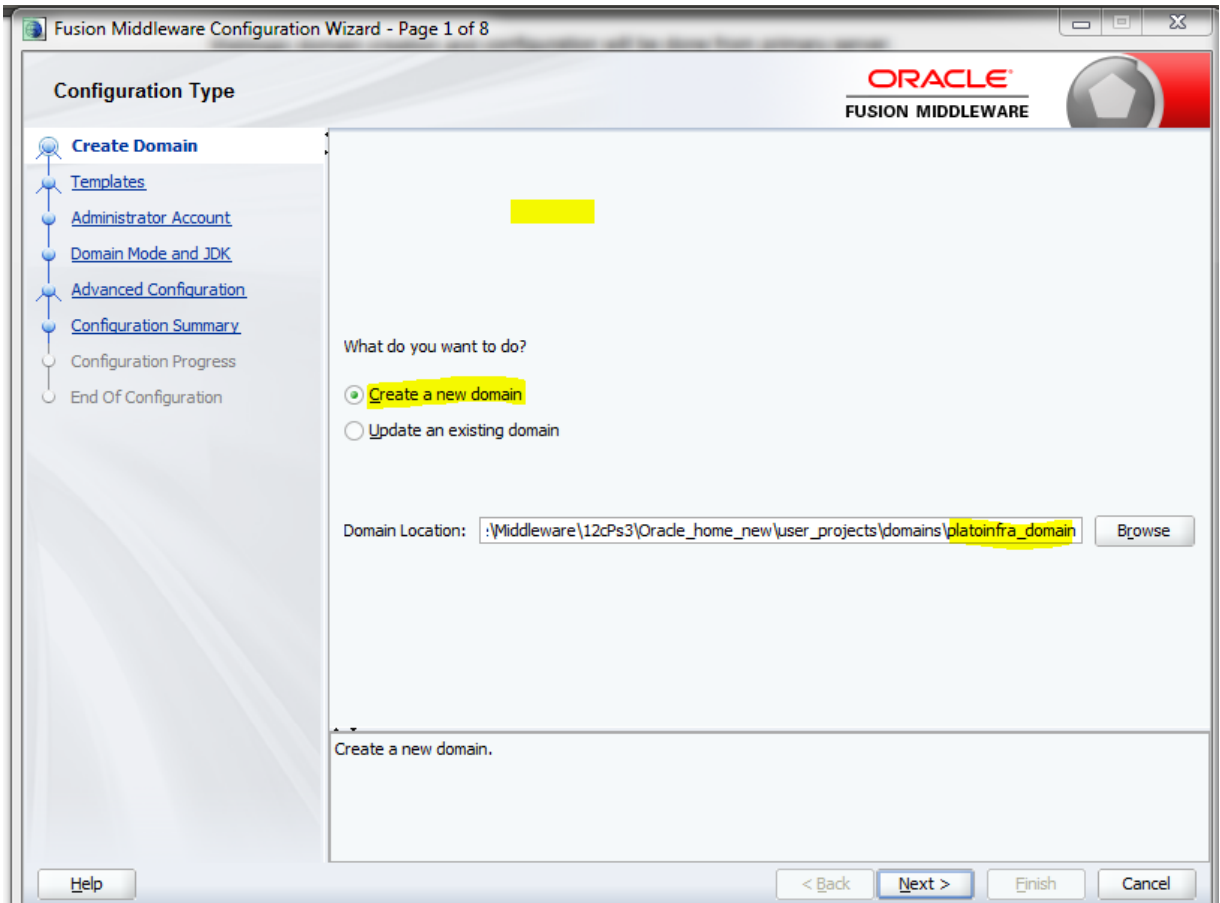 Fusion Middleware Configuration Wizard - Page 1 of 8
Configuration Type
ORACLE
FUSION MIDDLEWARE
Create Domain
Templates
Administrator Account
Domain Mode and JDK
Advanced Configuration
Configuration Summary
Configuration Progress
End Of Configuration
What do you want to do?
Create a new domain
Update an existing domain
Domain Location: :\Middleware\12cPs3\Oracle_home_new\user_projects\domains\platoinfra_domain Browse
Create a new domain.
Help < Back Next > Finish Cancel